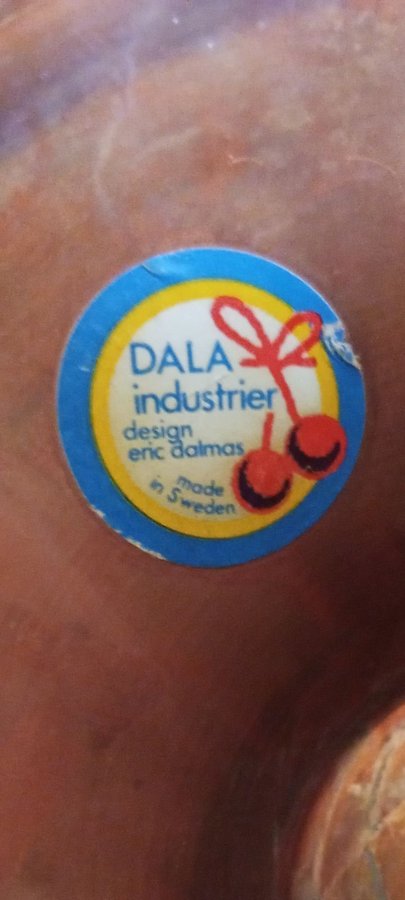 DALA
industrier
design
eric dalmas
made
in Sweden